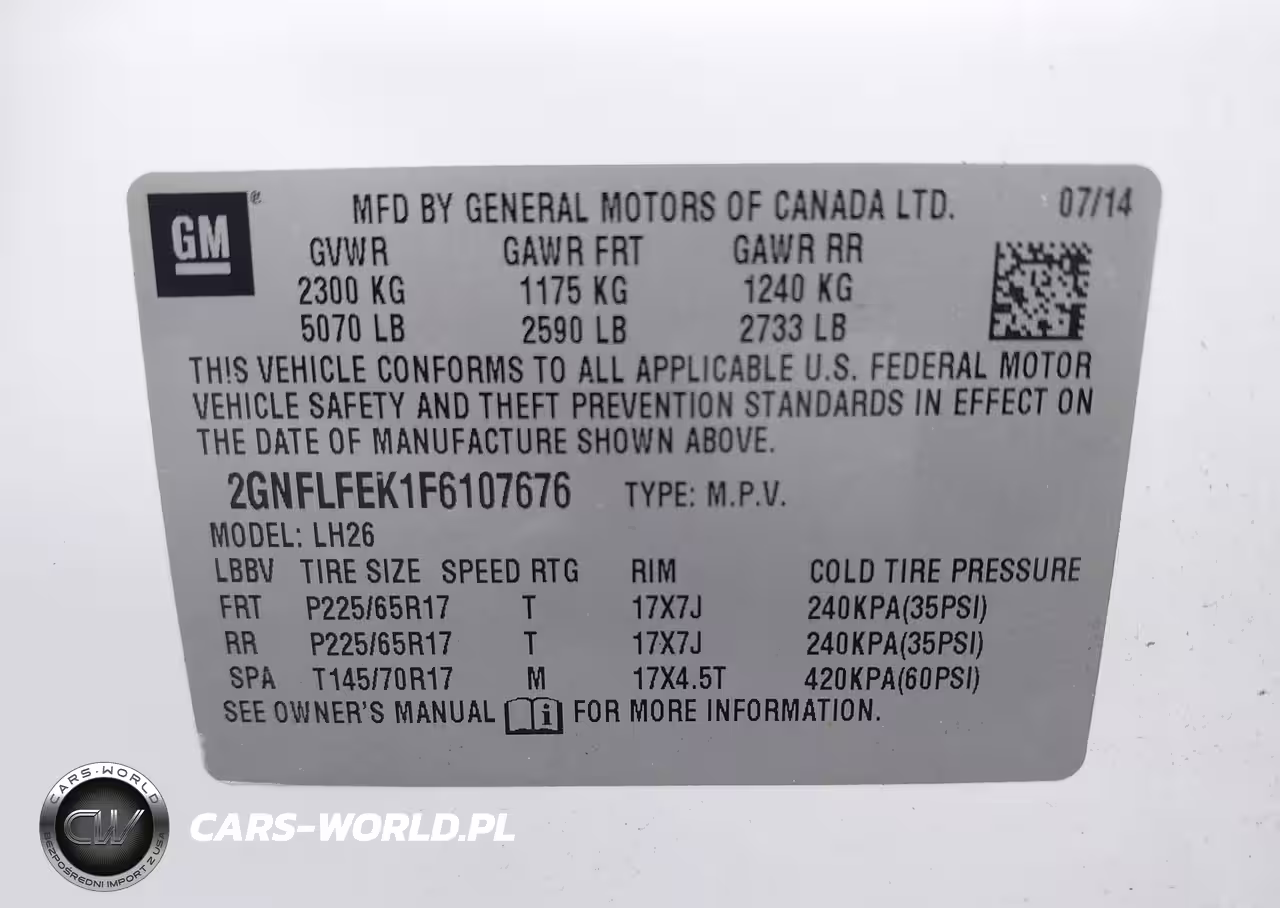 GM ®
MFD BY GENERAL MOTORS OF CANADA LTD. 07/14
GVWR GAWR FRT GAWR RR
2300 KG 1175 KG 1240 KG
5070 LB 2590 LB 2733 LB
THIS VEHICLE CONFORMS TO ALL APPLICABLE U.S. FEDERAL MOTOR
VEHICLE SAFETY AND THEFT PREVENTION STANDARDS IN EFFECT ON
THE DATE OF MANUFACTURE SHOWN ABOVE.
2GNFLFEK1F6107676 TYPE: M.P.V.
MODEL: LH26
LBBV TIRE SIZE SPEED RTG RIM COLD TIRE PRESSURE
FRT P225/65R17 T 17X7J 240KPA(35PSI)
RR P225/65R17 T 17X7J 240KPA(35PSI)
SPA T145/70R17 M 17X4.5T 420KPA(60PSI)
SEE OWNER'S MANUAL i FOR MORE INFORMATION.
CARS-WORLD
CW
BEZPOŚREDNI IMPORT Z USA
CARS-WORLD.PL